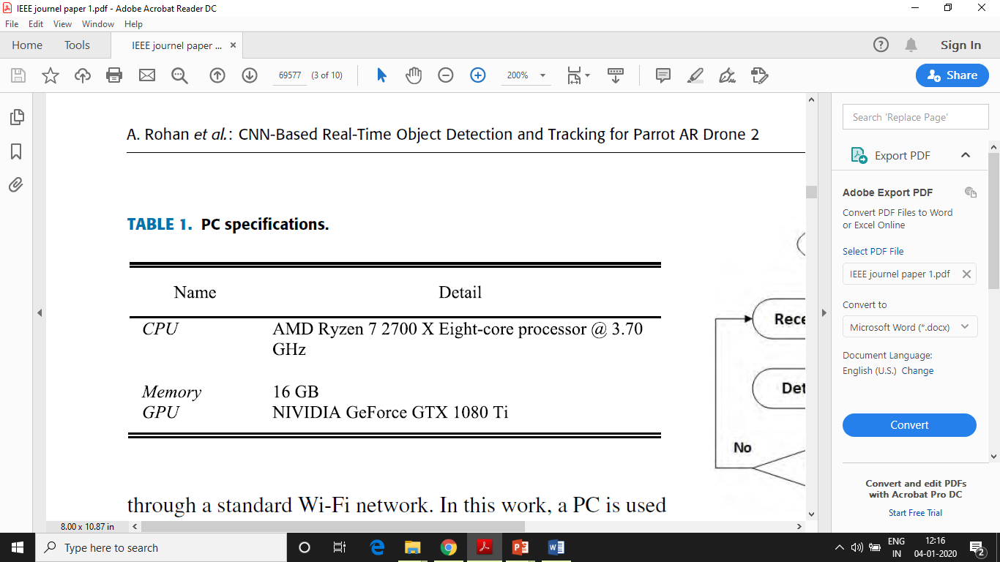 IEEE journel paper 1.pdf - Adobe Acrobat Reader DC
File Edit View Window Help
Home Tools IEEE journel paper ... × Sign In
69577 (3 of 10) 200% Share
A. Rohan et al.: CNN-Based Real-Time Object Detection and Tracking for Parrot AR Drone 2
TABLE 1. PC specifications.
Name Detail
CPU AMD Ryzen 7 2700 X Eight-core processor @ 3.70
GHz
Memory 16 GB
GPU NIVIDIA GeForce GTX 1080 Ti
through a standard Wi-Fi network. In this work, a PC is used
Rece
Det
No
8.00 x 10.87 in
Search 'Replace Page'
Export PDF
Adobe Export PDF
Convert PDF Files to Word
or Excel Online
Select PDF File
IEEE journel paper 1.pdf
Convert to
Microsoft Word (*.docx)
Document Language:
English (U.S.) Change
Convert
Convert and edit PDFs
with Acrobat Pro DC
Start Free Trial
Type here to search
ENG 12:16
IN 04-01-2020 2